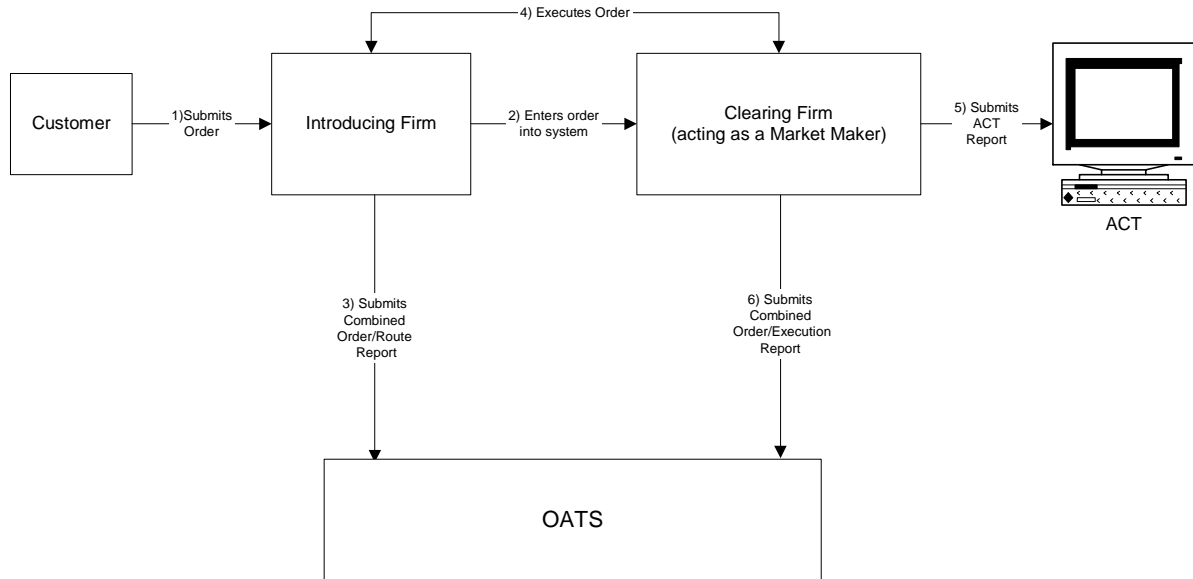 4) Executes Order
Customer
1)Submits
Order
Introducing Firm
2) Enters order
into system
Clearing Firm
(acting as a Market Maker)
5) Submits
ACT
Report
ACT
3) Submits
Combined
Order/Route
Report
6) Submits
Combined
Order/Execution
Report
OATS